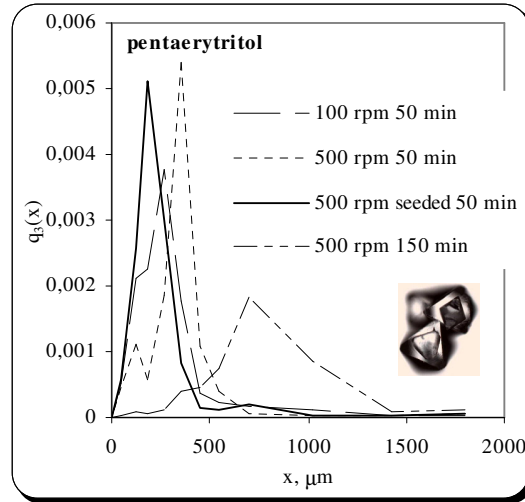 0,006
pentaerytritol
0,005
100 rpm 50 min
0,004
500 rpm 50 min
500 rpm seeded 50 min
0,003
500 rpm 150 min
q3(x)
0,002
0,001
0
0 500 1000 1500 2000
x, μm